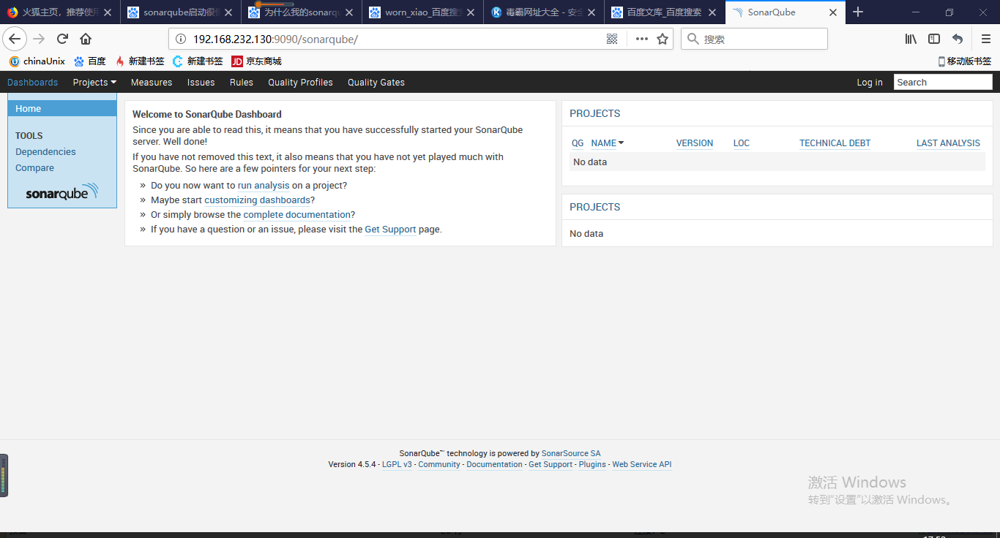 火狐主页，推荐使用
sonarqube启动很慢
为什么我的sonarqu
worn_xiao_百度搜
毒霸网址大全 - 安全
百度文库_百度搜索
SonarQube
192.168.232.130:9090/sonarqube/
搜索
chinaUnix
百度
新建书签
新建书签
JD 京东商城
移动版书签
Dashboards
Projects
Measures
Issues
Rules
Quality Profiles
Quality Gates
Log in
Search
Home
TOOLS
Dependencies
Compare
sonarqube
Welcome to SonarQube Dashboard
Since you are able to read this, it means that you have successfully started your SonarQube
server. Well done!
If you have not removed this text, it also means that you have not yet played much with
SonarQube. So here are a few pointers for your next step:
» Do you now want to run analysis on a project?
» Maybe start customizing dashboards?
» Or simply browse the complete documentation?
» If you have a question or an issue, please visit the Get Support page.
PROJECTS
QG NAME VERSION LOC TECHNICAL DEBT LAST ANALYSIS
No data
PROJECTS
No data
SonarQube™ technology is powered by SonarSource SA
Version 4.5.4 - LGPL v3 - Community - Documentation - Get Support - Plugins - Web Service API
激活 Windows
转到"设置"以激活 Windows。